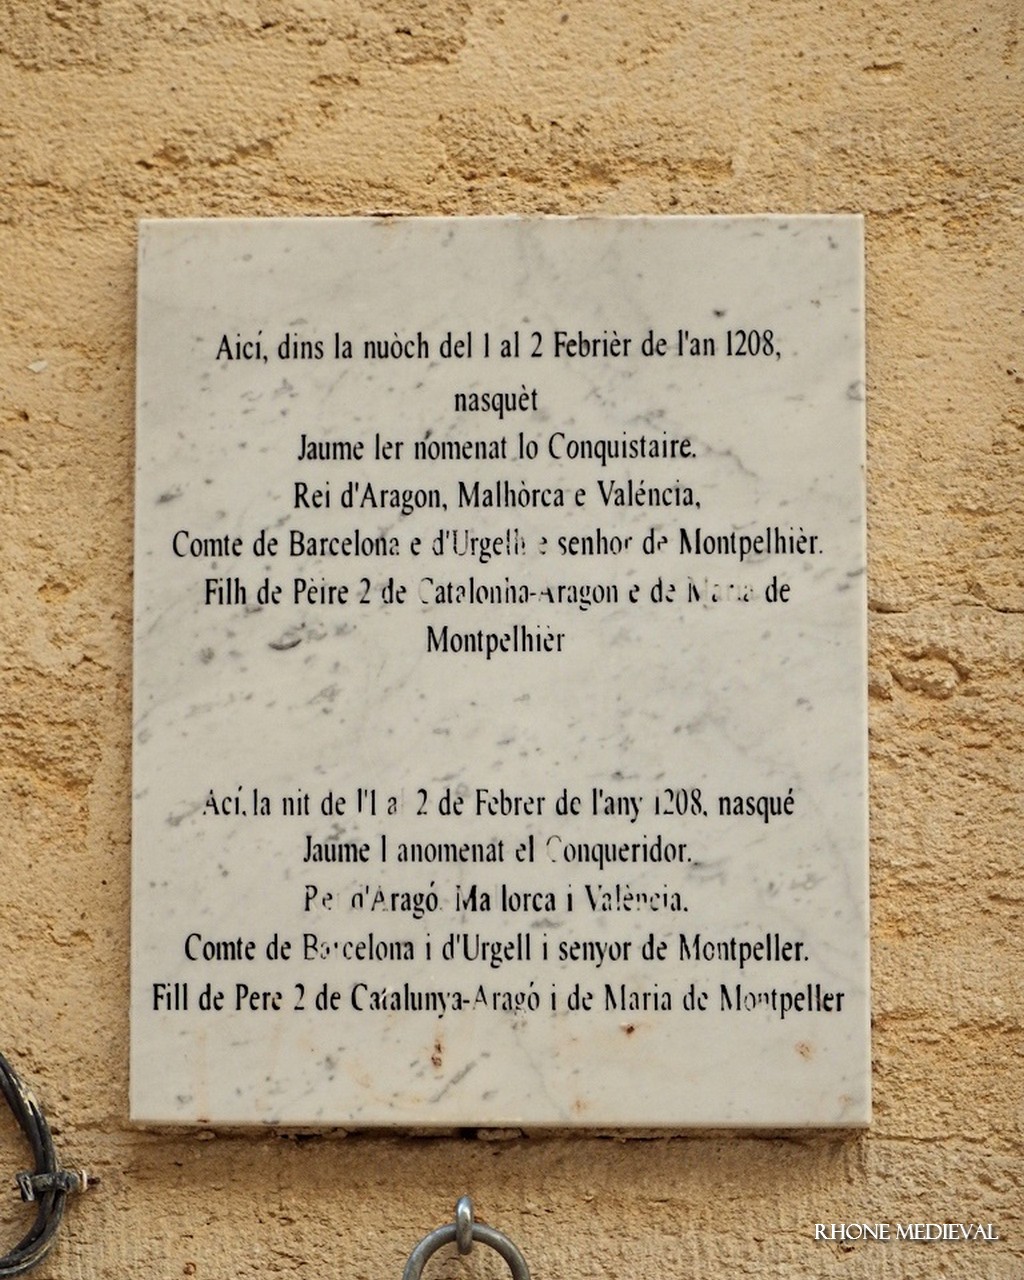 Aicí, dins la nuòch del 1 al 2 Febrièr de l'an 1208,
nasquèt
Jaume Ier nomenat lo Conquistaire.
Rei d'Aragon, Malhòrca e Valéncia,
Comte de Barcelona e d'Urgelh e senhor de Montpelhièr.
Filh de Pèire 2 de Catalonha-Aragon e de Maria de
Montpelhièr
Ací, la nit de l'1 al 2 de Febrer de l'any 1208, nasqué
Jaume I anomenat el Conqueridor.
Rei d'Aragó, Mallorca i València.
Comte de Barcelona i d'Urgell i senyor de Montpeller.
Fill de Pere 2 de Catalunya-Aragó i de Maria de Montpeller
RHONE MEDIEVAL